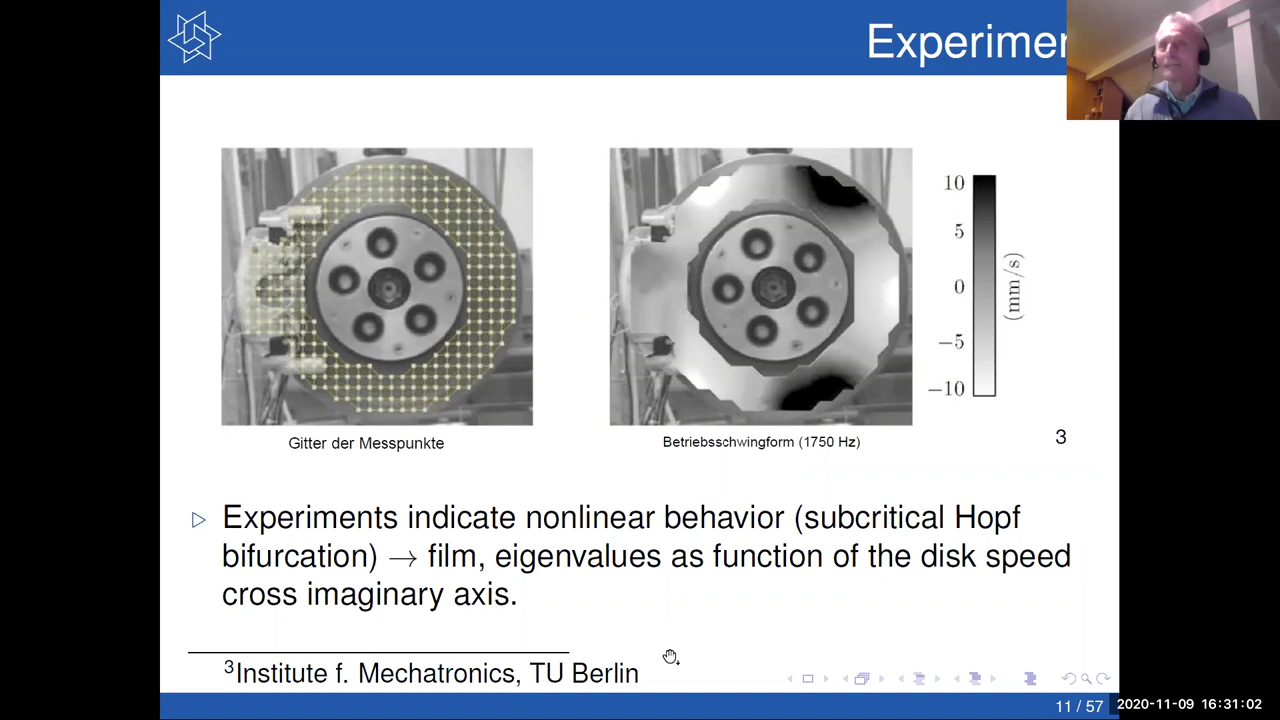 Experimen
10
5
0
−5
−10
(mm/s)
Gitter der Messpunkte
Betriebsschwingform (1750 Hz)
3
▷ Experiments indicate nonlinear behavior (subcritical Hopf
bifurcation) → film, eigenvalues as function of the disk speed
cross imaginary axis.
3Institute f. Mechatronics, TU Berlin
11 / 57
2020-11-09 16:31:02